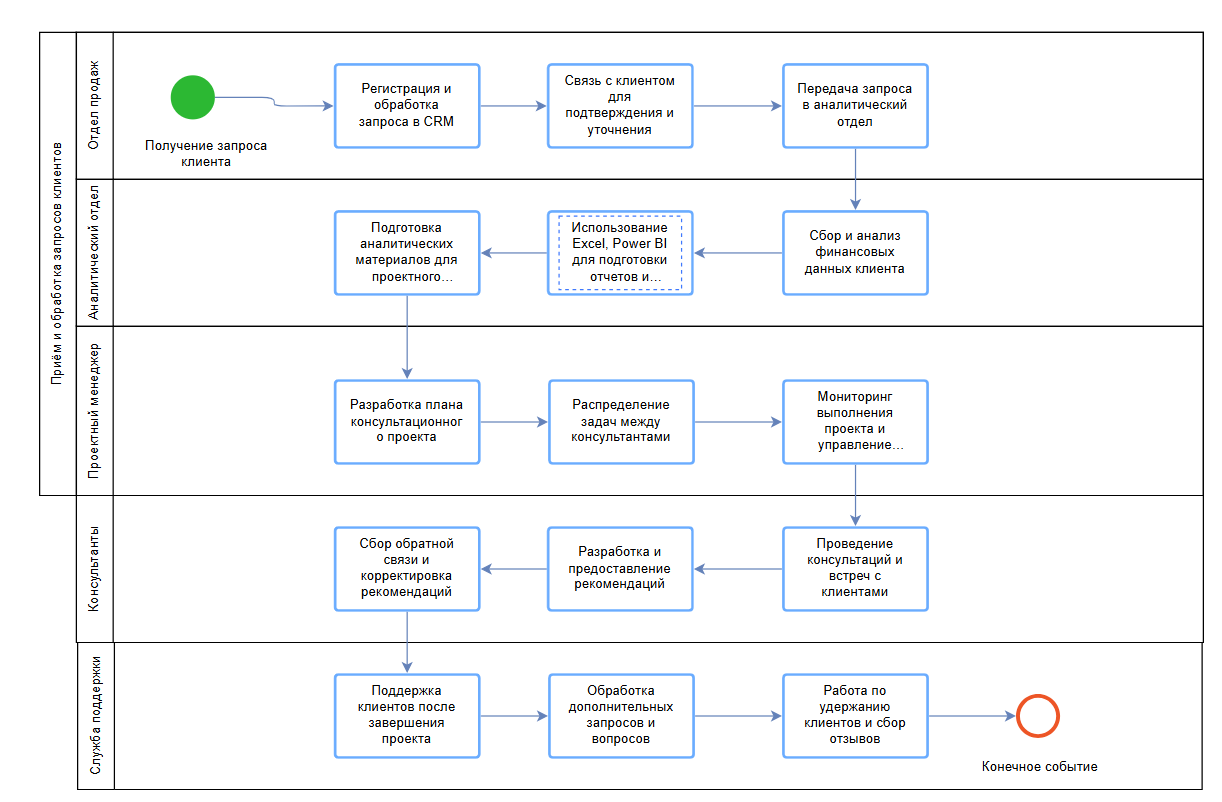 Приём и обработка запросов клиентов
Отдел продаж
Получение запроса
клиента
Регистрация и
обработка
запроса в CRM
Связь с клиентом
для
подтверждения и
уточнения
Передача запроса
в аналитический
отдел
Аналитический отдел
Подготовка
аналитических
материалов для
проектного...
Использование
Excel, Power BI
для подготовки
отчетов и...
Сбор и анализ
финансовых
данных клиента
Проектный менеджер
Разработка плана
консультационног
о проекта
Распределение
задач между
консультантами
Мониторинг
выполнения
проекта и
управление...
Консультанты
Сбор обратной
связи и
корректировка
рекомендаций
Разработка и
предоставление
рекомендаций
Проведение
консультаций и
встреч с
клиентами
Служба поддержки
Поддержка
клиентов после
завершения
проекта
Обработка
дополнительных
запросов и
вопросов
Работа по
удержанию
клиентов и сбор
отзывов
Конечное событие